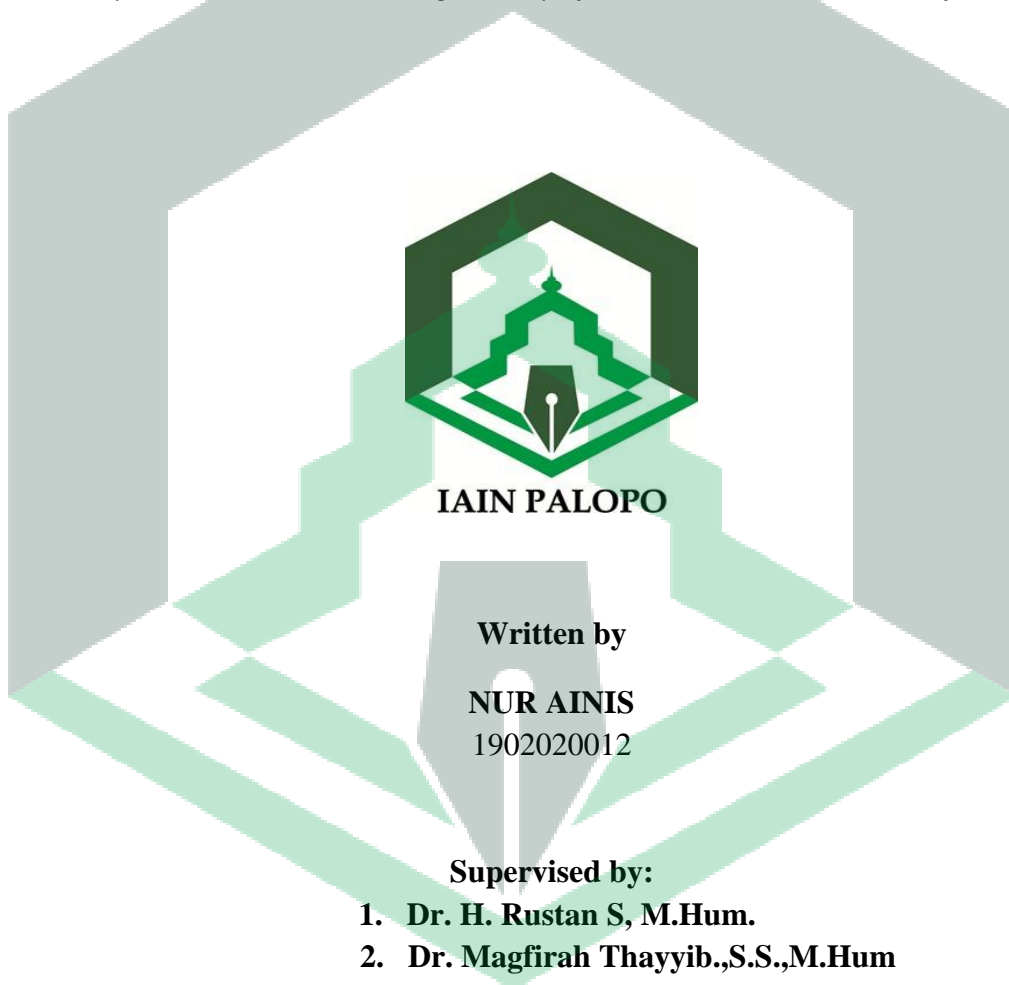 IAIN PALOPO
Written by
NUR AINIS
1902020012
Supervised by:
1. Dr. H. Rustan S, M.Hum.
2. Dr. Magfirah Thayyib.,S.S.,M.Hum